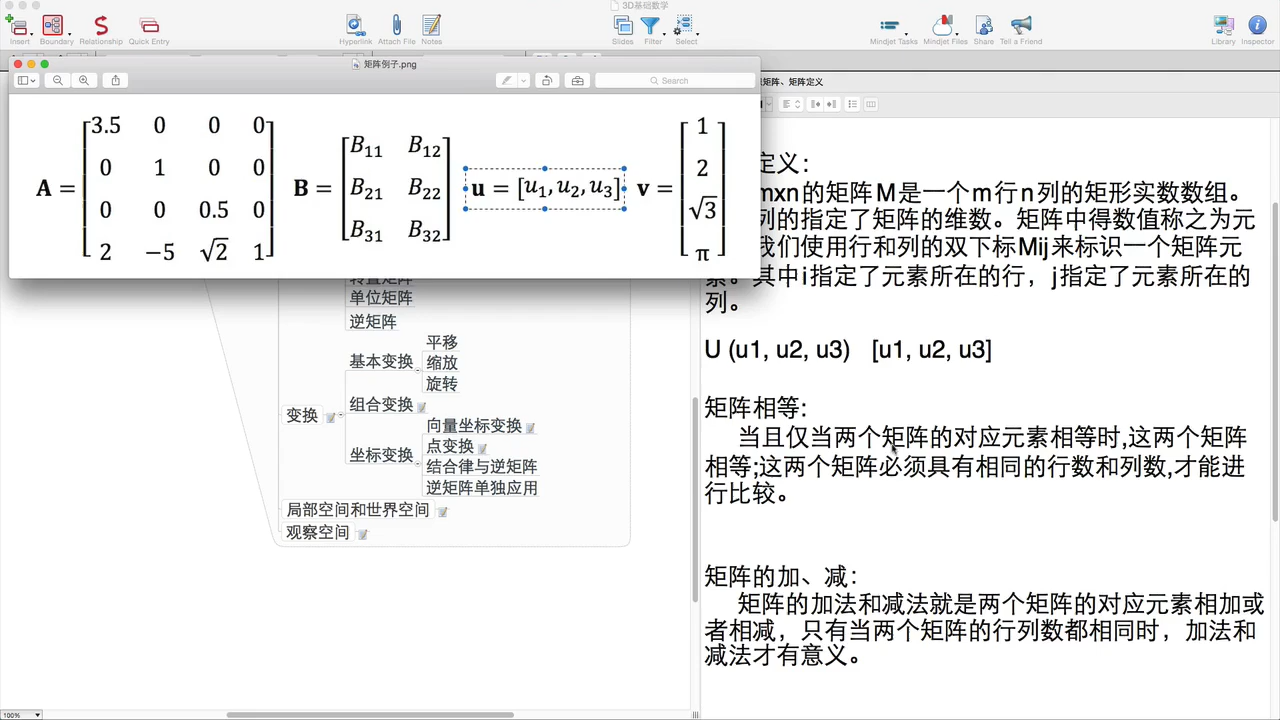 3D基础数学
Insert Boundary Relationship Quick Entry Hyperlink Attach File Notes Slides Filter Select Mindjet Tasks Mindjet Files Share Tell a Friend Library Inspector
矩阵例子.png
Search
矩阵、矩阵定义
A = [3.5 0 0 0
0 1 0 0
0 0 0.5 0
2 −5 √2 1]
B = [B11 B12
B21 B22
B31 B32]
u = [u1, u2, u3]
v = [1
2
√3
π]
定义：
mxn的矩阵M是一个m行n列的矩形实数数组。
列的指定了矩阵的维数。矩阵中得数值称之为元
我们使用行和列的双下标Mij来标识一个矩阵元
素。其中i指定了元素所在的行，j指定了元素所在的
列。
U (u1, u2, u3) [u1, u2, u3]
矩阵相等:
当且仅当两个矩阵的对应元素相等时,这两个矩阵
相等;这两个矩阵必须具有相同的行数和列数,才能进
行比较。
矩阵的加、减：
矩阵的加法和减法就是两个矩阵的对应元素相加或
者相减，只有当两个矩阵的行列数都相同时，加法和
减法才有意义。
转置矩阵
单位矩阵
逆矩阵
变换
基本变换
平移
缩放
旋转
组合变换
坐标变换
向量坐标变换
点变换
结合律与逆矩阵
逆矩阵单独应用
局部空间和世界空间
观察空间
100%